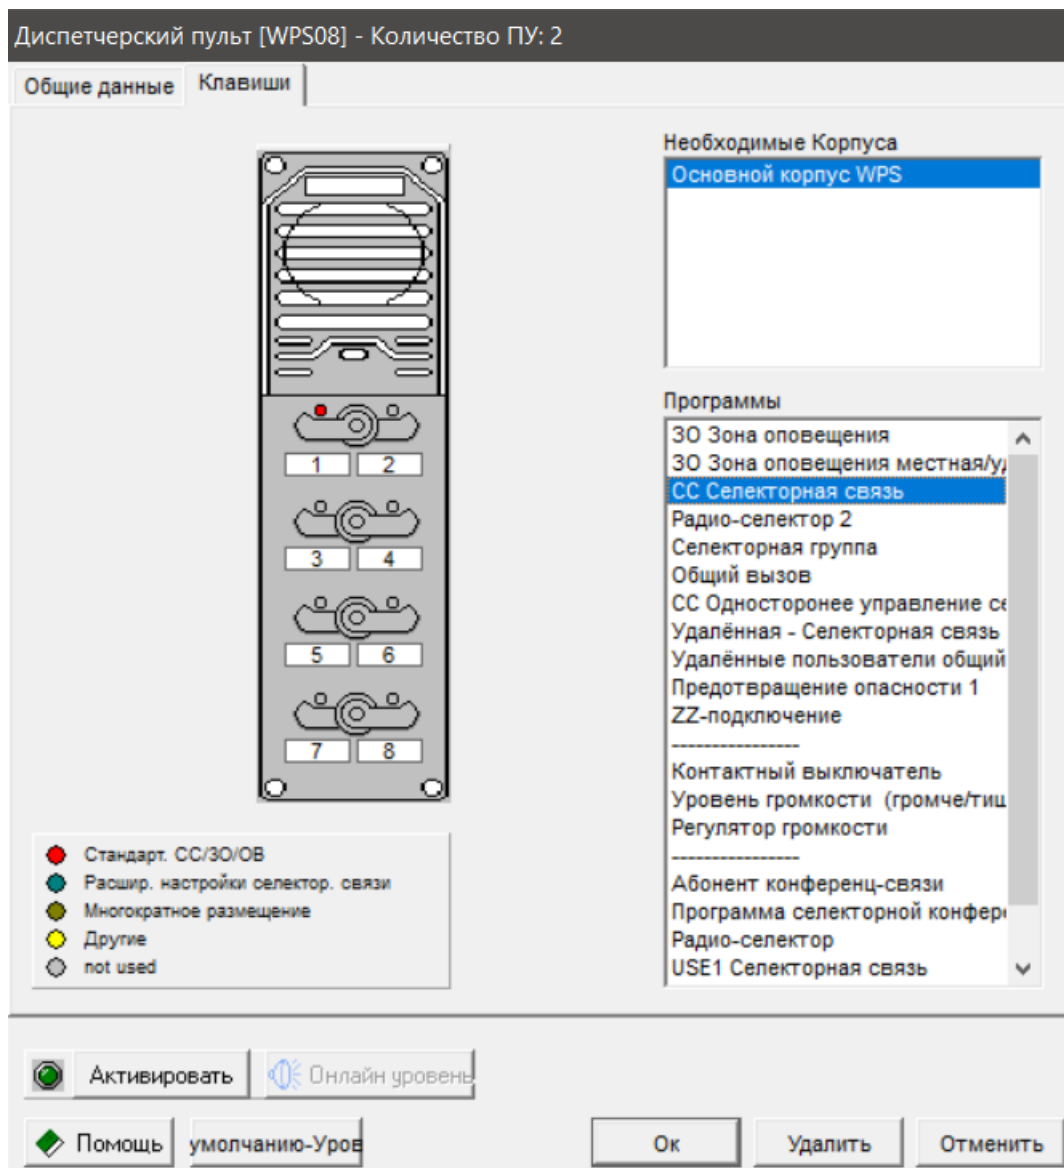 Диспетчерский пульт [WPS08] - Количество ПУ: 2
Общие данные
Клавиши
Необходимые Корпуса
Основной корпус WPS
1 2
3 4
5 6
7 8
Программы
ЗО Зона оповещения
ЗО Зона оповещения местная/уд
СС Селекторная связь
Радио-селектор 2
Селекторная группа
Общий вызов
СС Одностороннее управление се
Удалённая - Селекторная связь
Удалённые пользователи общий
Предотвращение опасности 1
ZZ-подключение
----------------
Контактный выключатель
Уровень громкости (громче/тиш
Регулятор громкости
----------------
Абонент конференц-связи
Программа селекторной конфере
Радио-селектор
USE1 Селекторная связь
Стандарт. СС/ЗО/ОВ
Расшир. настройки селектор. связи
Многократное размещение
Другие
not used
Активировать
Онлайн уровень
Помощь
умолчанию-Уров
Ок
Удалить
Отменить